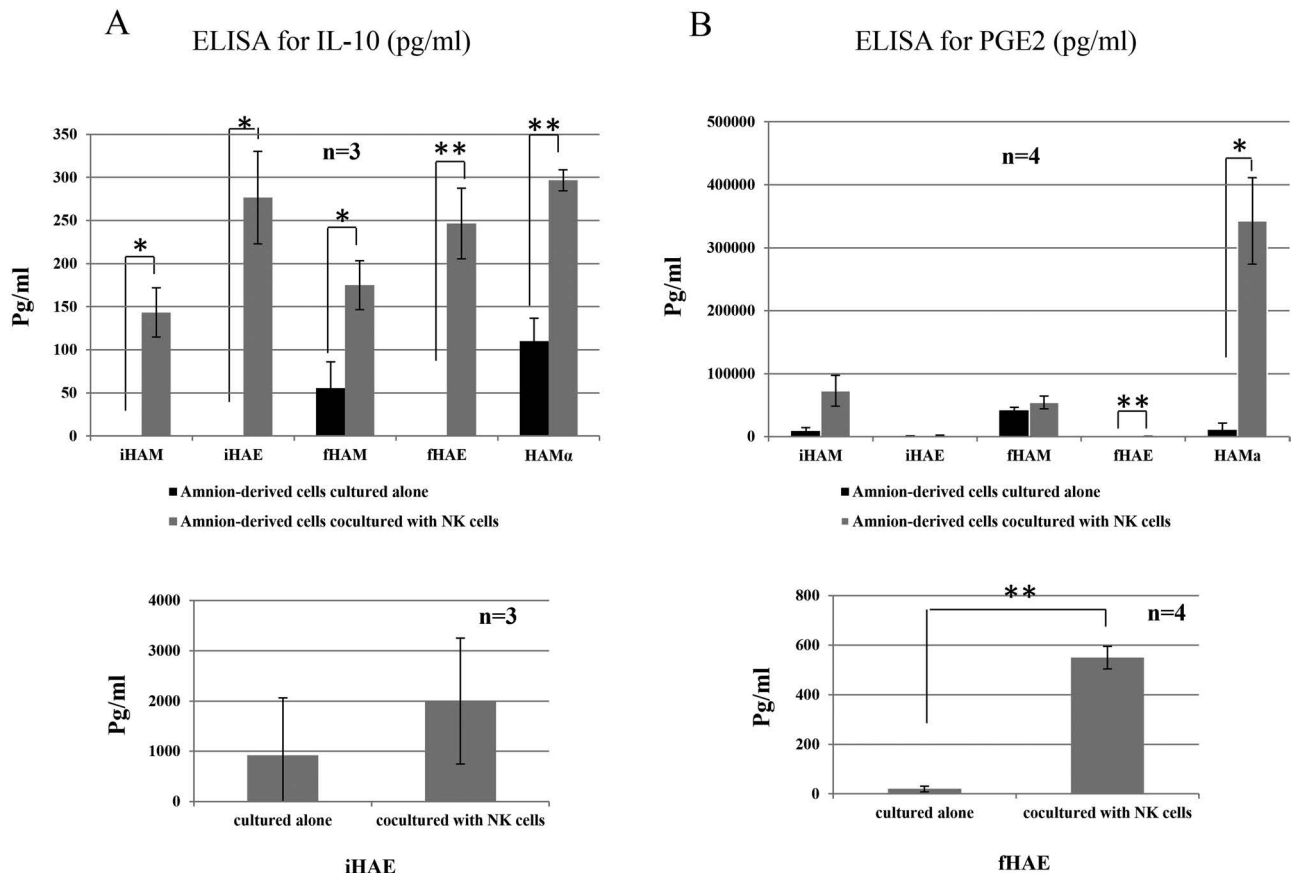 A
ELISA for IL-10 (pg/ml)
350
300
250
200
150
100
50
0
Pg/ml
n=3
*
*
*
**
**
iHAM
iHAE
fHAM
fHAE
HAMα
Amnion-derived cells cultured alone
Amnion-derived cells cocultured with NK cells
B
ELISA for PGE2 (pg/ml)
500000
400000
300000
200000
100000
0
Pg/ml
n=4
**
*
iHAM
iHAE
fHAM
fHAE
HAMa
Amnion-derived cells cultured alone
Amnion-derived cells cocultured with NK cells
4000
3000
2000
1000
0
Pg/ml
n=3
cultured alone
cocultured with NK cells
iHAE
800
600
400
200
0
Pg/ml
**
n=4
cultured alone
cocultured with NK cells
fHAE